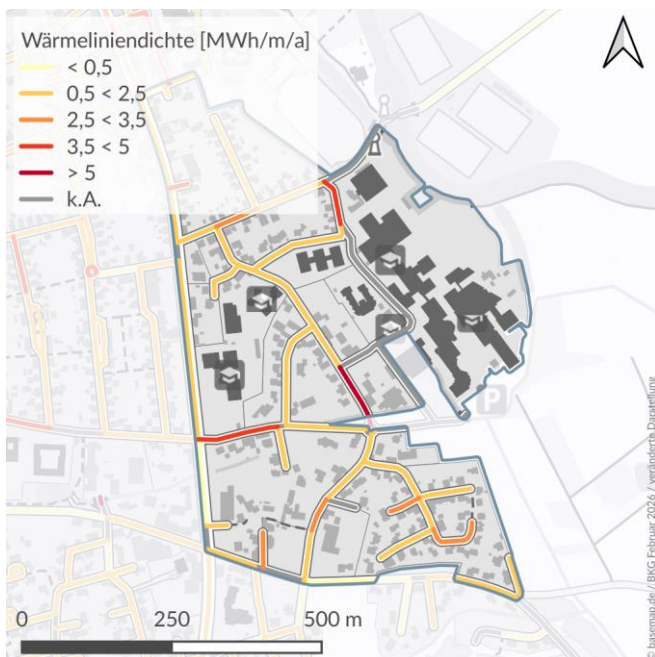 Wärmeliniendichte [MWh/m/a]
< 0,5
0,5 < 2,5
2,5 < 3,5
3,5 < 5
> 5
k.A.
P
0 250 500 m
© basemap.de / BKG Februar 2026 / veränderte Darstellung